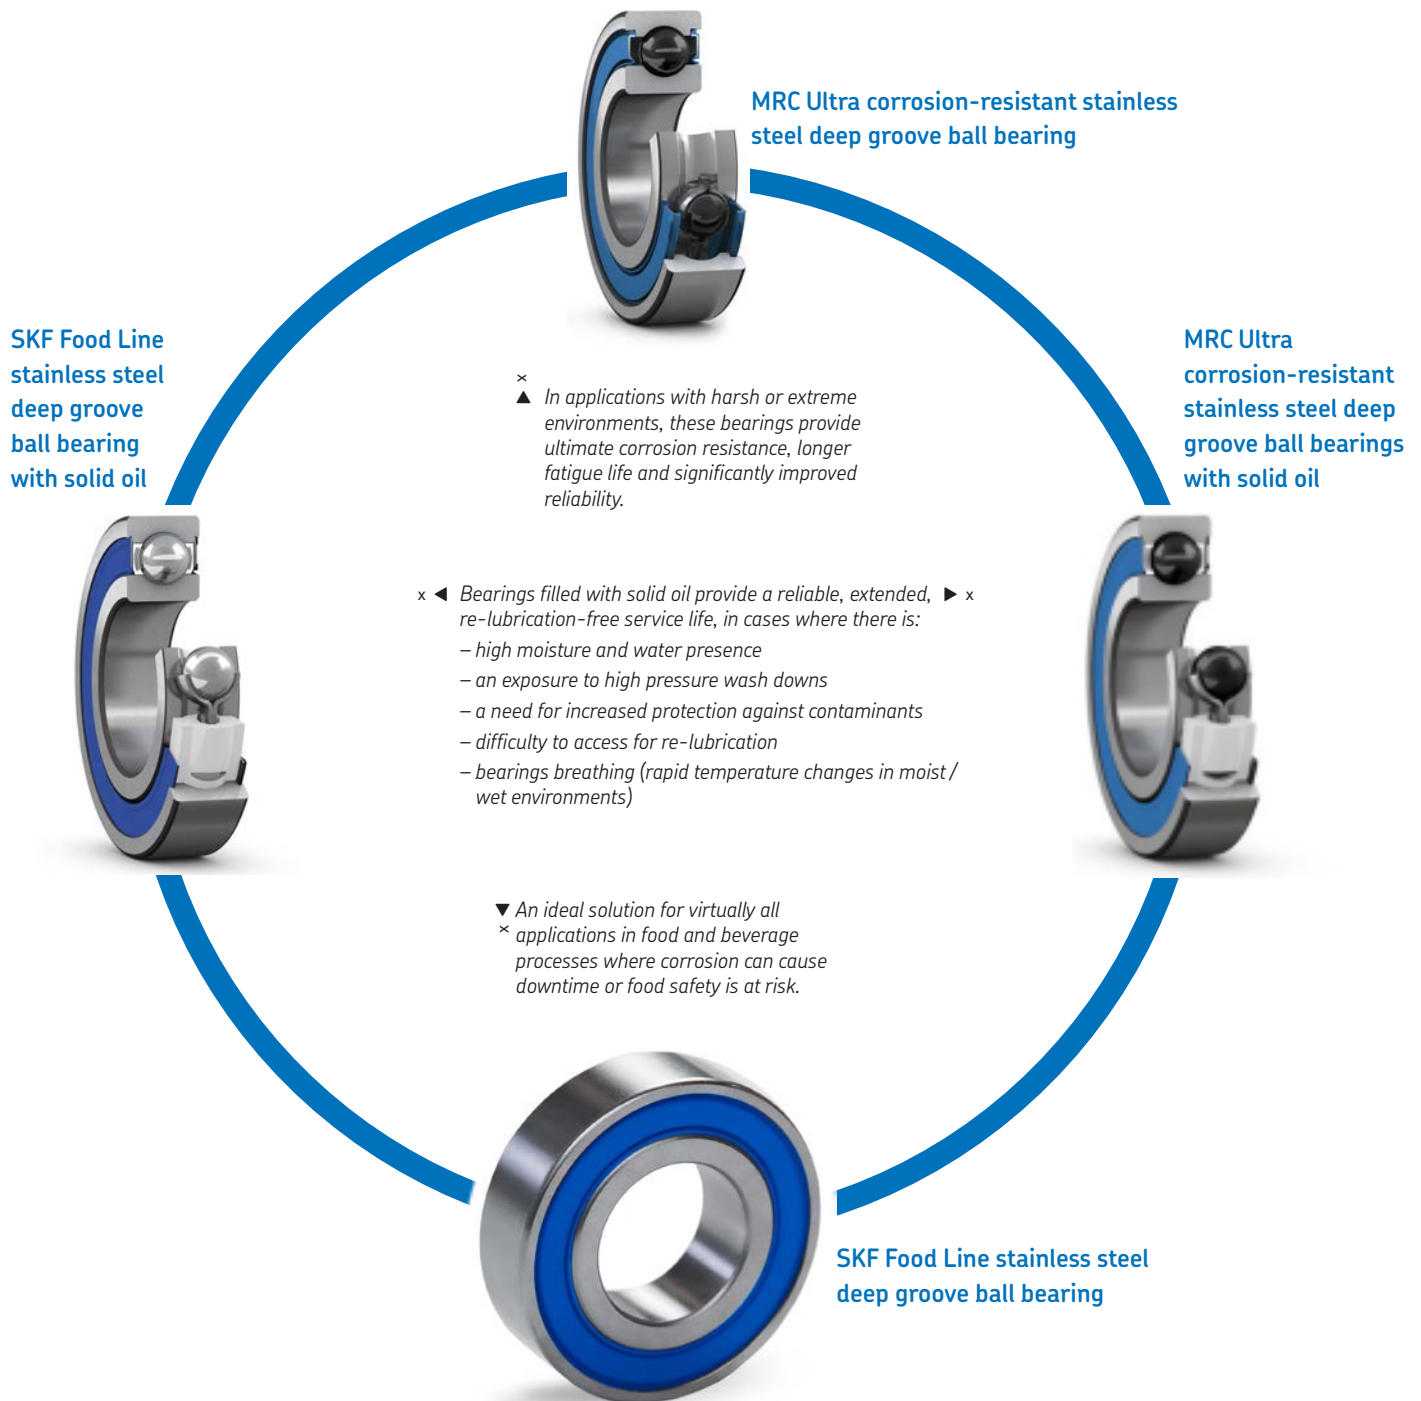 MRC Ultra corrosion-resistant stainless
steel deep groove ball bearing
SKF Food Line
stainless steel
deep groove
ball bearing
with solid oil
MRC Ultra
corrosion-resistant
stainless steel deep
groove ball bearings
with solid oil
x
▲ In applications with harsh or extreme
environments, these bearings provide
ultimate corrosion resistance, longer
fatigue life and significantly improved
reliability.
x ◀ Bearings filled with solid oil provide a reliable, extended, ▶ x
re-lubrication-free service life, in cases where there is:
– high moisture and water presence
– an exposure to high pressure wash downs
– a need for increased protection against contaminants
– difficulty to access for re-lubrication
– bearings breathing (rapid temperature changes in moist /
wet environments)
▼ An ideal solution for virtually all
x applications in food and beverage
processes where corrosion can cause
downtime or food safety is at risk.
SKF Food Line stainless steel
deep groove ball bearing